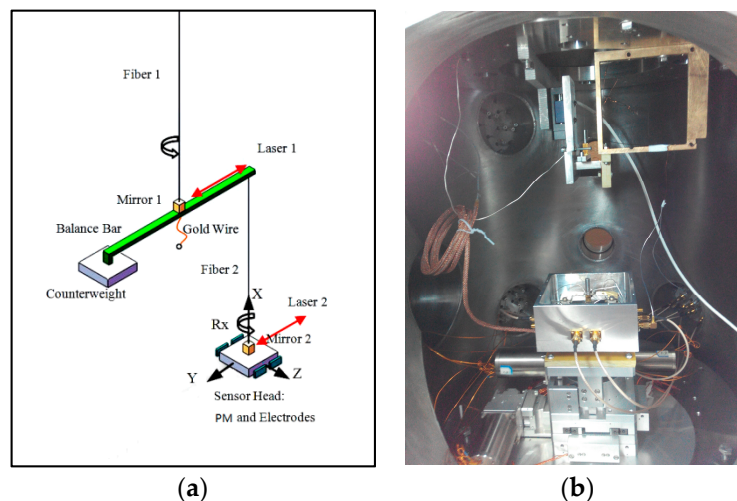 Fiber 1
Laser 1
Mirror 1
Balance Bar
Gold Wire
Fiber 2
Counterweight
X
Laser 2
Rx
Mirror 2
Y
Z
Sensor Head:
PM and Electrodes
(a)
(b)